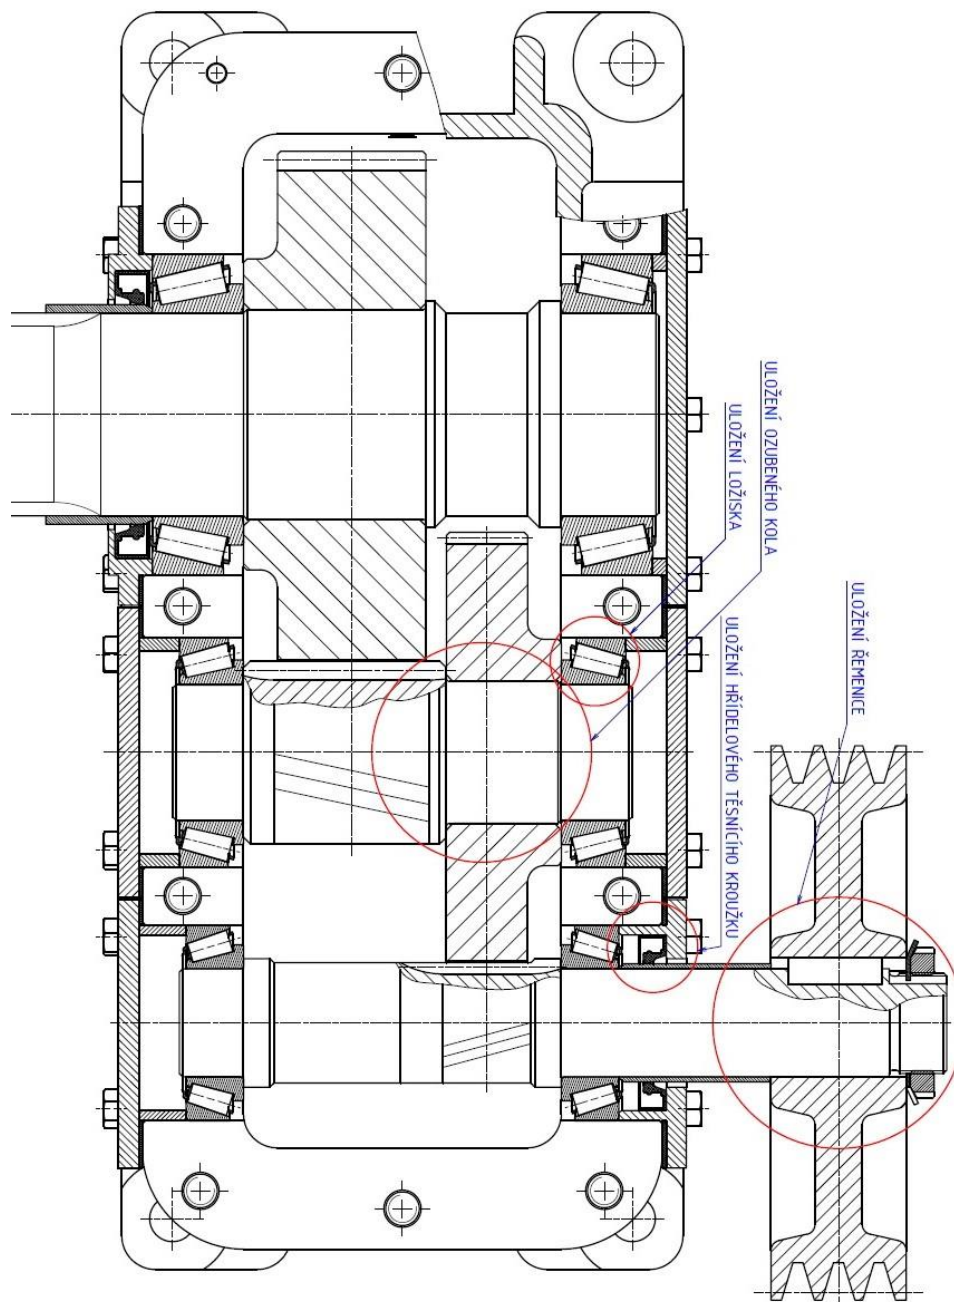 ULOŽENÍ OZUBENÉHO KOLA
ULOŽENÍ LOŽISKA
ULOŽENÍ HŘÍDELOVÉHO TĚSNÍCÍHO KROUŽKU
ULOŽENÍ ŘEMENICE